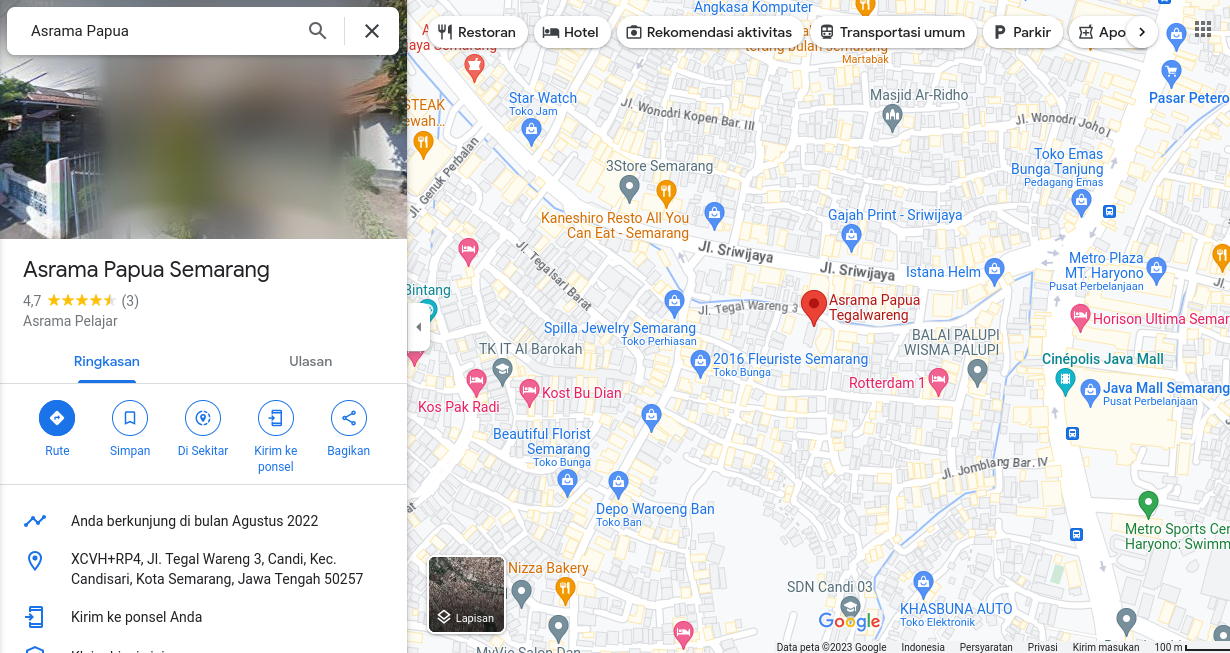 Asrama Papua
Asrama Papua Semarang
4,7 (3)
Asrama Pelajar
Ringkasan
Ulasan
Rute
Simpan
Di Sekitar
Kirim ke
ponsel
Bagikan
Anda berkunjung di bulan Agustus 2022
XCVH+RP4, Jl. Tegal Wareng 3, Candi, Kec.
Candisari, Kota Semarang, Jawa Tengah 50257
Kirim ke ponsel Anda
Restoran
Hotel
Rekomendasi aktivitas
Transportasi umum
Parkir
Apo
Angkasa Komputer
terang bulan semarang
Martabak
Star Watch
Toko Jam
STEAK
ewah...
Jl. Wonodri Kopen Bar. III
Masjid Ar-Ridho
Jl. Wonodri Joho I
Pasar Petero
Jl. Genuk Perbalan
3Store Semarang
Toko Emas
Bunga Tanjung
Pedagang Emas
Kaneshiro Resto All You
Can Eat - Semarang
Gajah Print - Sriwijaya
Jl. Sriwijaya
Jl. Sriwijaya
Jl. Tegalsari Barat
Istana Helm
Metro Plaza
MT. Haryono
Pusat Perbelanjaan
Bintang
Jl. Tegal Wareng 3
Asrama Papua
Tegalwareng
Horison Ultima Semar
Spilla Jewelry Semarang
Toko Perhiasan
BALAI PALUPI
WISMA PALUPI
TK IT Al Barokah
2016 Fleuriste Semarang
Toko Bunga
Cinépolis Java Mall
Rotterdam 1
Kost Bu Dian
Kos Pak Radi
Java Mall Semarang
Pusat Perbelanjaan
Beautiful Florist
Semarang
Toko Bunga
Jl. Jomblang Bar. IV
Depo Waroeng Ban
Toko Ban
Metro Sports Cen
Haryono: Swimm
Nizza Bakery
SDN Candi 03
KHASBUNA AUTO
Toko Elektronik
Lapisan
Google
MyVie Salon Dan
Data peta ©2023 Google
Indonesia
Persyaratan
Privasi
Kirim masukan
100 m